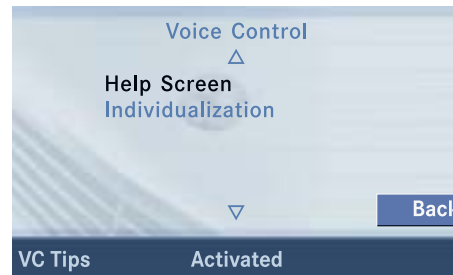 Voice Control
Help Screen
Individualization
Back
VC Tips Activated